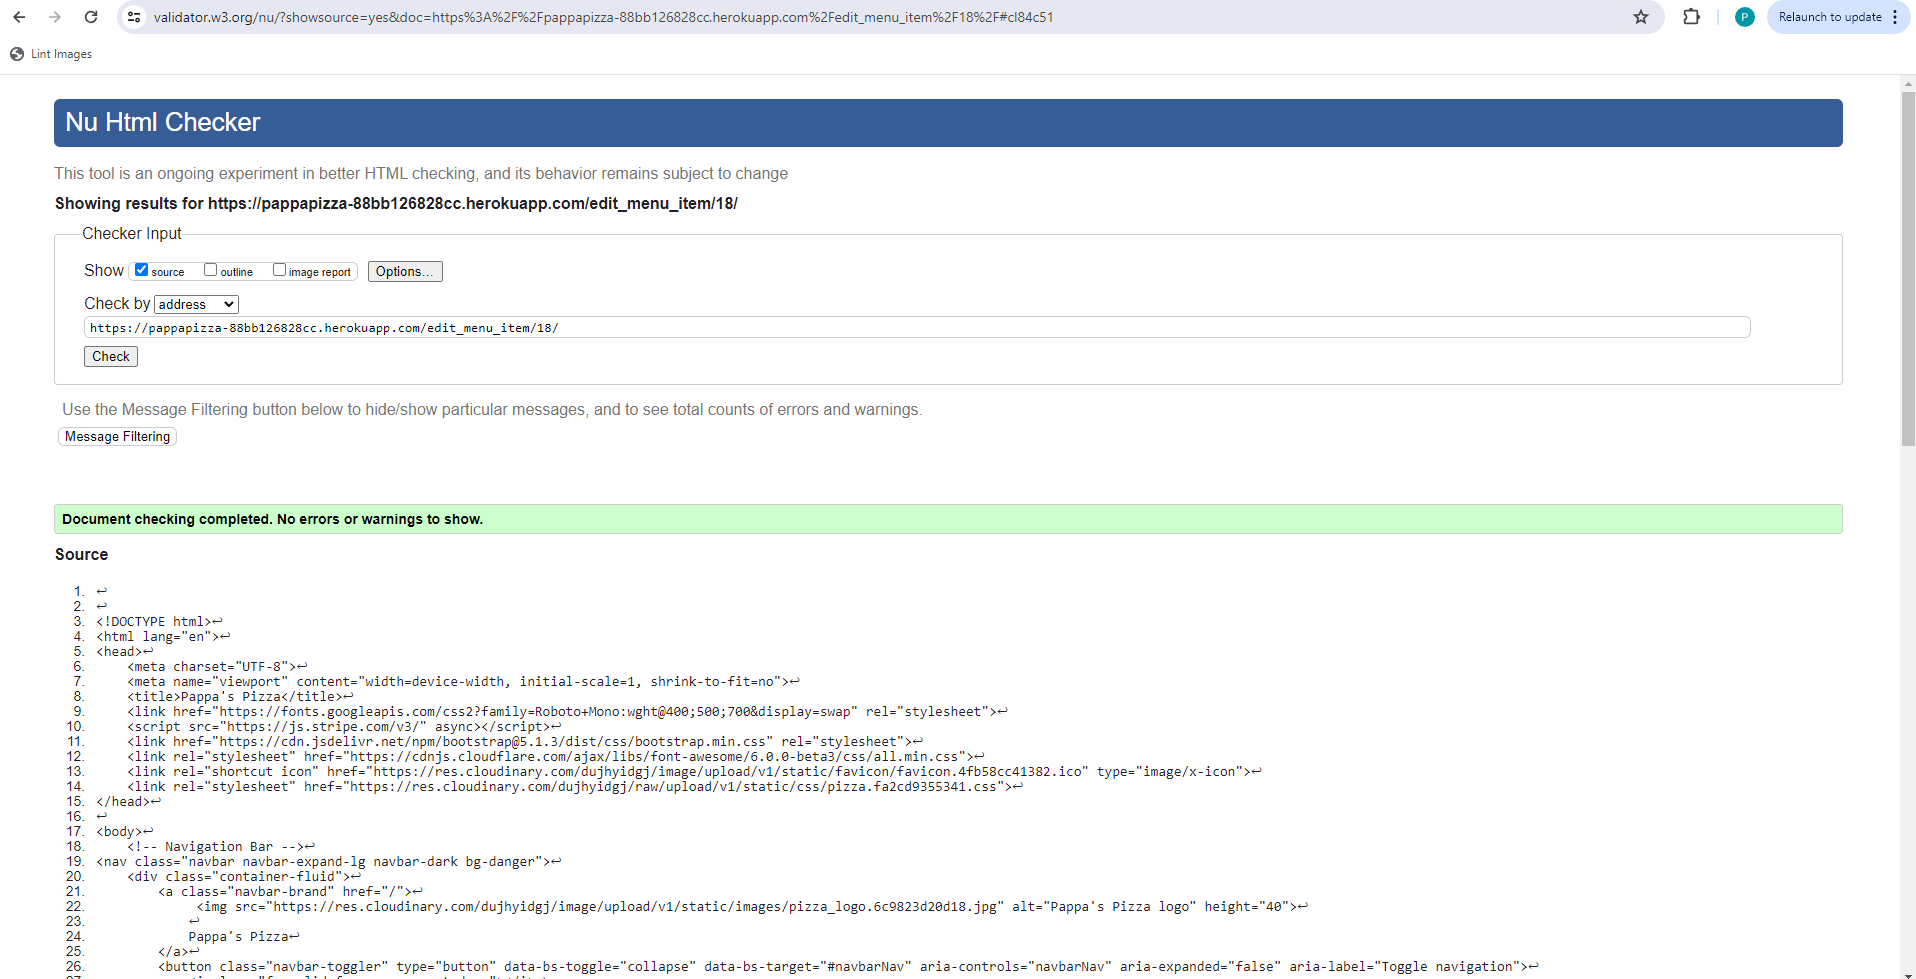 validator.w3.org/nu/?showsource=yes&doc=https%3A%2F%2Fpappapizza-88bb126828cc.herokuapp.com%2Fedit_menu_item%2F18%2F#cl84c51
P
Relaunch to update
Lint Images
Nu Html Checker
This tool is an ongoing experiment in better HTML checking, and its behavior remains subject to change
Showing results for https://pappapizza-88bb126828cc.herokuapp.com/edit_menu_item/18/
Checker Input
Show source outline image report Options...
Check by address
https://pappapizza-88bb126828cc.herokuapp.com/edit_menu_item/18/
Check
Use the Message Filtering button below to hide/show particular messages, and to see total counts of errors and warnings.
Message Filtering
Document checking completed. No errors or warnings to show.
Source
1. ↩
2. ↩
3. <!DOCTYPE html>↩
4. <html lang="en">↩
5. <head>↩
6. <meta charset="UTF-8">↩
7. <meta name="viewport" content="width=device-width, initial-scale=1, shrink-to-fit=no">↩
8. <title>Pappa's Pizza</title>↩
9. <link href="https://fonts.googleapis.com/css2?family=Roboto+Mono:wght@400;500;700&display=swap" rel="stylesheet">↩
10. <script src="https://js.stripe.com/v3/" async></script>↩
11. <link href="https://cdn.jsdelivr.net/npm/bootstrap@5.1.3/dist/css/bootstrap.min.css" rel="stylesheet">↩
12. <link rel="stylesheet" href="https://cdnjs.cloudflare.com/ajax/libs/font-awesome/6.0.0-beta3/css/all.min.css">↩
13. <link rel="shortcut icon" href="https://res.cloudinary.com/dujhyidgj/image/upload/v1/static/favicon/favicon.4fb58cc41382.ico" type="image/x-icon">↩
14. <link rel="stylesheet" href="https://res.cloudinary.com/dujhyidgj/raw/upload/v1/static/css/pizza.fa2cd9355341.css">↩
15. </head>↩
16. ↩
17. <body>↩
18. <!-- Navigation Bar -->↩
19. <nav class="navbar navbar-expand-lg navbar-dark bg-danger">↩
20. <div class="container-fluid">↩
21. <a class="navbar-brand" href="/">↩
22. <img src="https://res.cloudinary.com/dujhyidgj/image/upload/v1/static/images/pizza_logo.6c9823d20d18.jpg" alt="Pappa's Pizza logo" height="40">↩
23. ↩
24. Pappa's Pizza↩
25. </a>↩
26. <button class="navbar-toggler" type="button" data-bs-toggle="collapse" data-bs-target="#navbarNav" aria-controls="navbarNav" aria-expanded="false" aria-label="Toggle navigation">↩